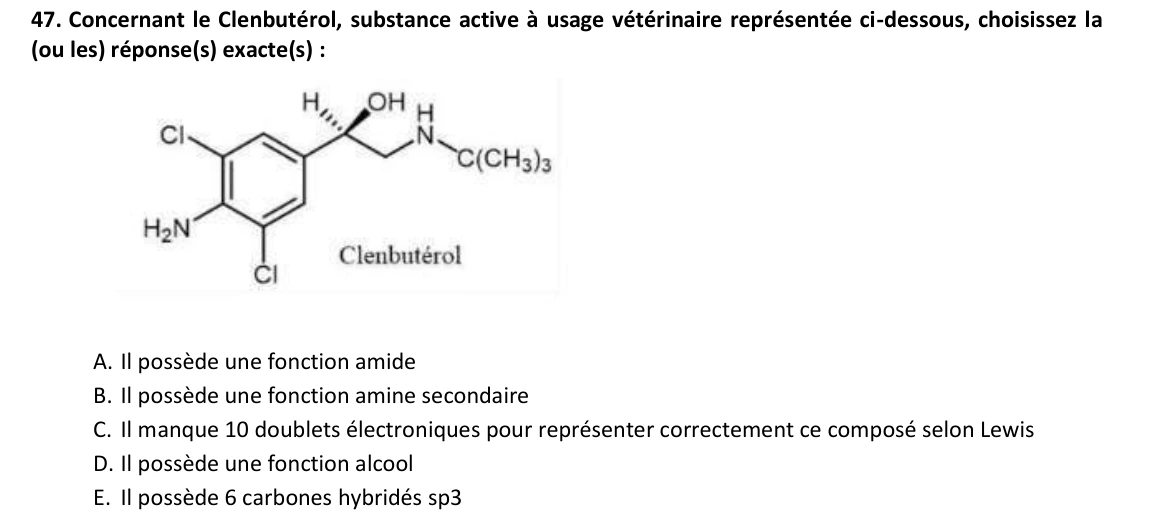 47. Concernant le Clenbutérol, substance active à usage vétérinaire représentée ci-dessous, choisissez la
(ou les) réponse(s) exacte(s) :
H OH H
Cl N
C(CH3)3
H2N
Clenbutérol
Cl
A. Il possède une fonction amide
B. Il possède une fonction amine secondaire
C. Il manque 10 doublets électroniques pour représenter correctement ce composé selon Lewis
D. Il possède une fonction alcool
E. Il possède 6 carbones hybridés sp3